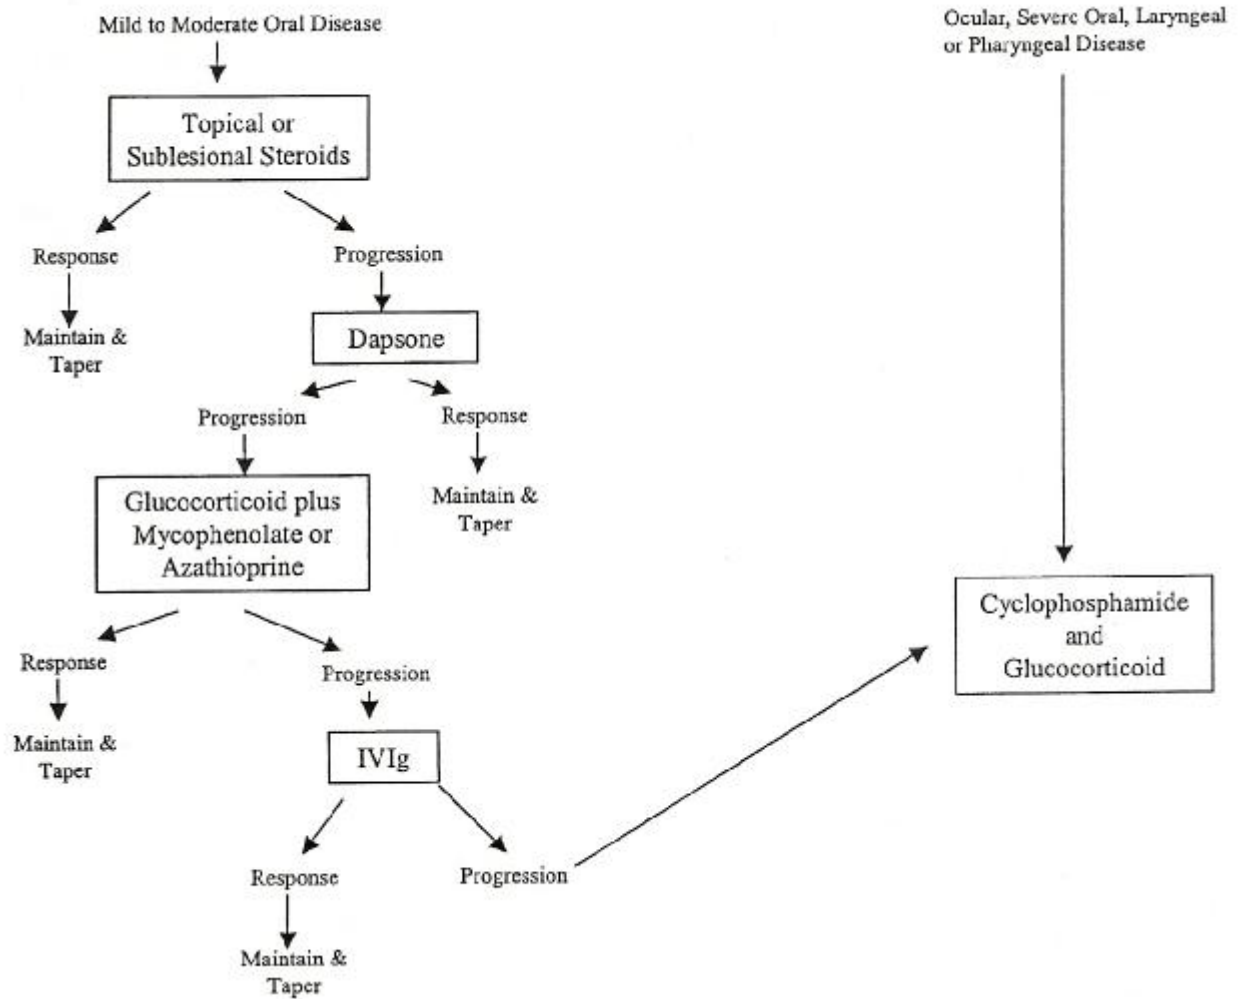 Mild to Moderate Oral Disease
Topical or
Sublesional Steroids
Response
Maintain &
Taper
Progression
Dapsone
Progression
Response
Maintain &
Taper
Glucocorticoid plus
Mycophenolate or
Azathioprine
Response
Maintain &
Taper
Progression
IVIg
Response
Maintain &
Taper
Progression
Ocular, Severe Oral, Laryngeal
or Pharyngeal Disease
Cyclophosphamide
and
Glucocorticoid